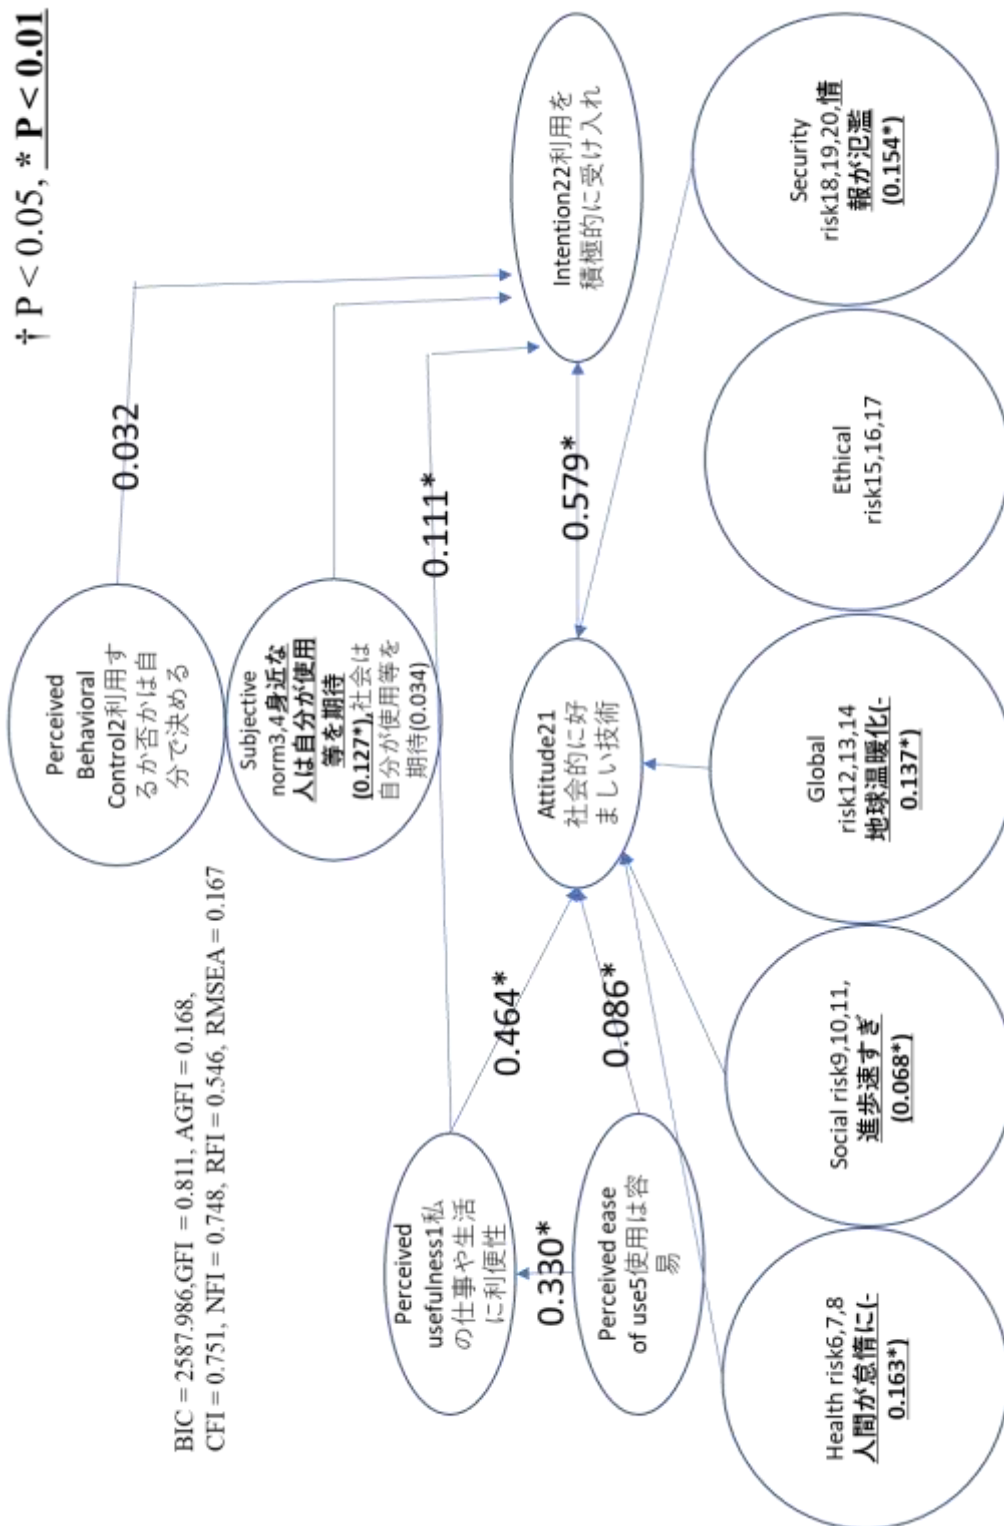 † P < 0.05, * P < 0.01
BIC = 2587.986,GFI = 0.811, AGFI = 0.168,
CFI = 0.751, NFI = 0.748, RFI = 0.546, RMSEA = 0.167
Perceived
Behavioral
Control2利用す
るか否かは自
分で決める
0.032
Subjective
norm3,4身近な
人は自分が使用
等を期待
(0.127*),社会は
自分が使用等を
期待(0.034)
0.111*
Perceived
usefulness1私
の仕事や生活
に利便性
0.464*
0.330*
Perceived ease
of use5使用は容
易
0.086*
Attitude21
社会的に好
ましい技術
0.579*
Intention22利用を
積極的に受け入れ
Health risk6,7,8
人間が怠惰に(-
0.163*)
Social risk9,10,11,
進歩速すぎ
(0.068*)
Global
risk12,13,14
地球温暖化(-
0.137*)
Ethical
risk15,16,17
Security
risk18,19,20,情
報が氾濫
(0.154*)